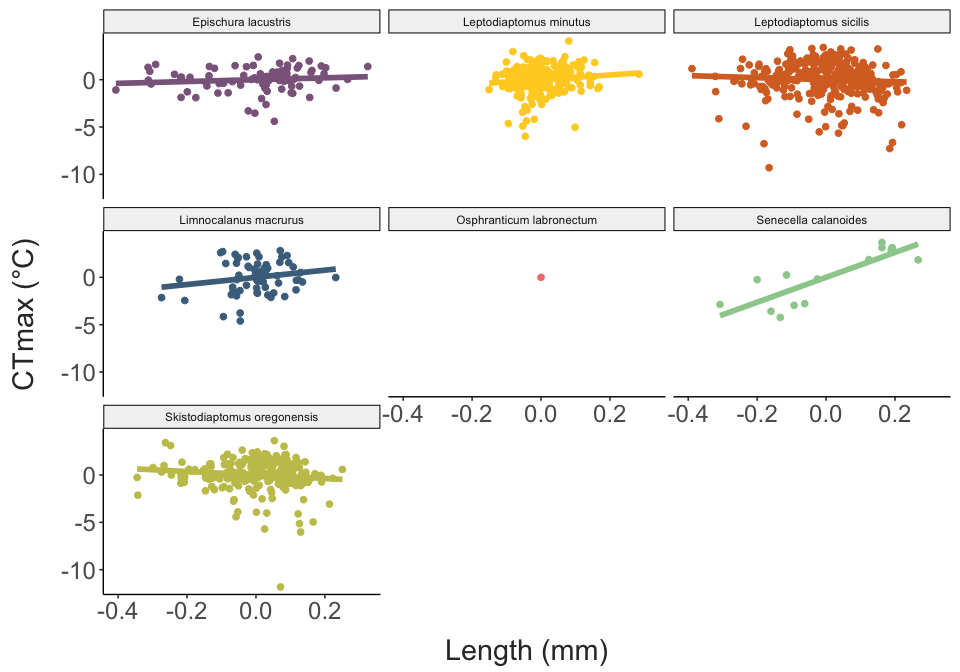 Epischura lacustris Leptodiaptomus minutus Leptodiaptomus sicilis
0
-5
-10
Limnocalanus macrurus Osphranticum labronectum Senecella calanoides
0
-5
-10
-0.4 -0.2 0.0 0.2 -0.4 -0.2 0.0 0.2
Skistodiaptomus oregonensis
0
-5
-10
-0.4 -0.2 0.0 0.2
CTmax (°C)
Length (mm)